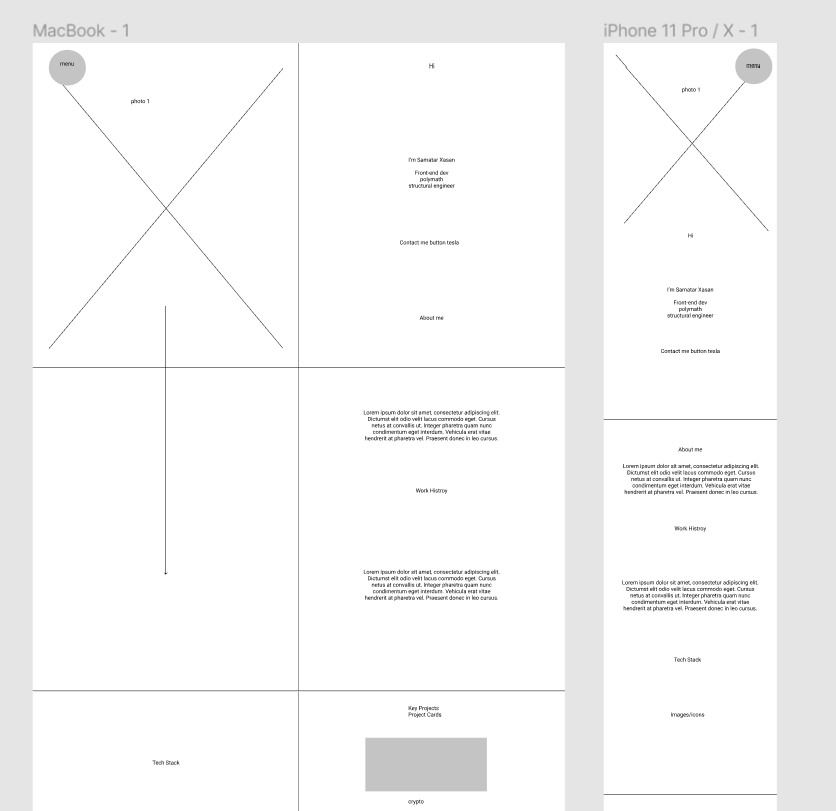 MacBook - 1
menu
photo 1
Hi
I'm Samatar Xasan
Front-end dev
polymath
structural engineer
Contact me button tesla
About me
Lorem ipsum dolor sit amet, consectetur adipiscing elit.
Dictumst elit odio velit lacus commodo eget. Cursus
netus at convallis ut. Integer pharetra quam nunc
condimentum eget interdum. Vehicula erat vitae
hendrerit at pharetra vel. Praesent donec in leo cursus.
Work Histroy
Lorem ipsum dolor sit amet, consectetur adipiscing elit.
Dictumst elit odio velit lacus commodo eget. Cursus
netus at convallis ut. Integer pharetra quam nunc
condimentum eget interdum. Vehicula erat vitae
hendrerit at pharetra vel. Praesent donec in leo cursus.
Tech Stack
Key Projects
Project Cards
crypto
iPhone 11 Pro / X - 1
menu
photo 1
Hi
I'm Samatar Xasan
Front-end dev
polymath
structural engineer
Contact me button tesla
About me
Lorem ipsum dolor sit amet, consectetur adipiscing elit.
Dictumst elit odio velit lacus commodo eget. Cursus
netus at convallis ut. Integer pharetra quam nunc
condimentum eget interdum. Vehicula erat vitae
hendrerit at pharetra vel. Praesent donec in leo cursus.
Work Histroy
Lorem ipsum dolor sit amet, consectetur adipiscing elit.
Dictumst elit odio velit lacus commodo eget. Cursus
netus at convallis ut. Integer pharetra quam nunc
condimentum eget interdum. Vehicula erat vitae
hendrerit at pharetra vel. Praesent donec in leo cursus.
Tech Stack
Images/icons